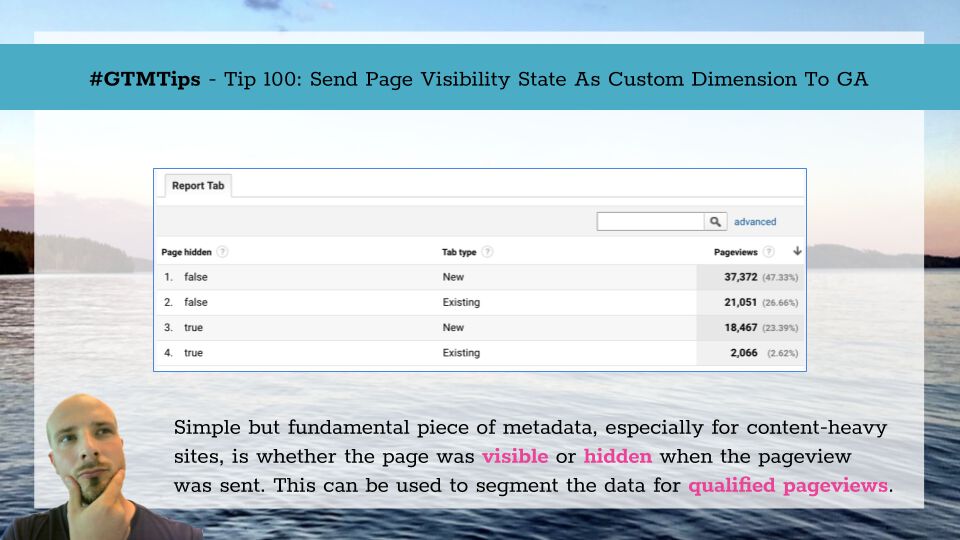 #GTMTips - Tip 100: Send Page Visibility State As Custom Dimension To GA
Report Tab
advanced
Page hidden ? Tab type ? Pageviews ?
1. false New 37,372 (47.33%)
2. false Existing 21,051 (26.66%)
3. true New 18,467 (23.39%)
4. true Existing 2,066 (2.62%)
Simple but fundamental piece of metadata, especially for content-heavy
sites, is whether the page was visible or hidden when the pageview
was sent. This can be used to segment the data for qualified pageviews.